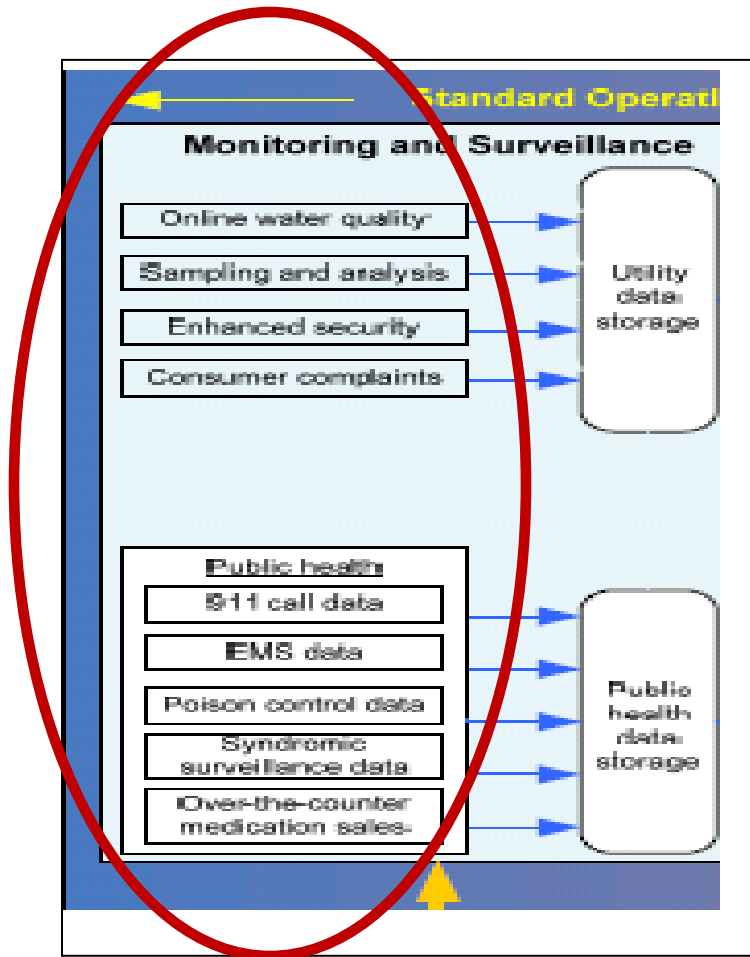 Standard Operati
Monitoring and Surveillance
Online water quality
Sampling and analysis
Enhanced security
Consumer complaints
Utility
data
storage
Public health
911 call data
EMS data
Poison control data
Syndromic
surveillance data
Over-the-counter
medication sales
Public
health
data
storage